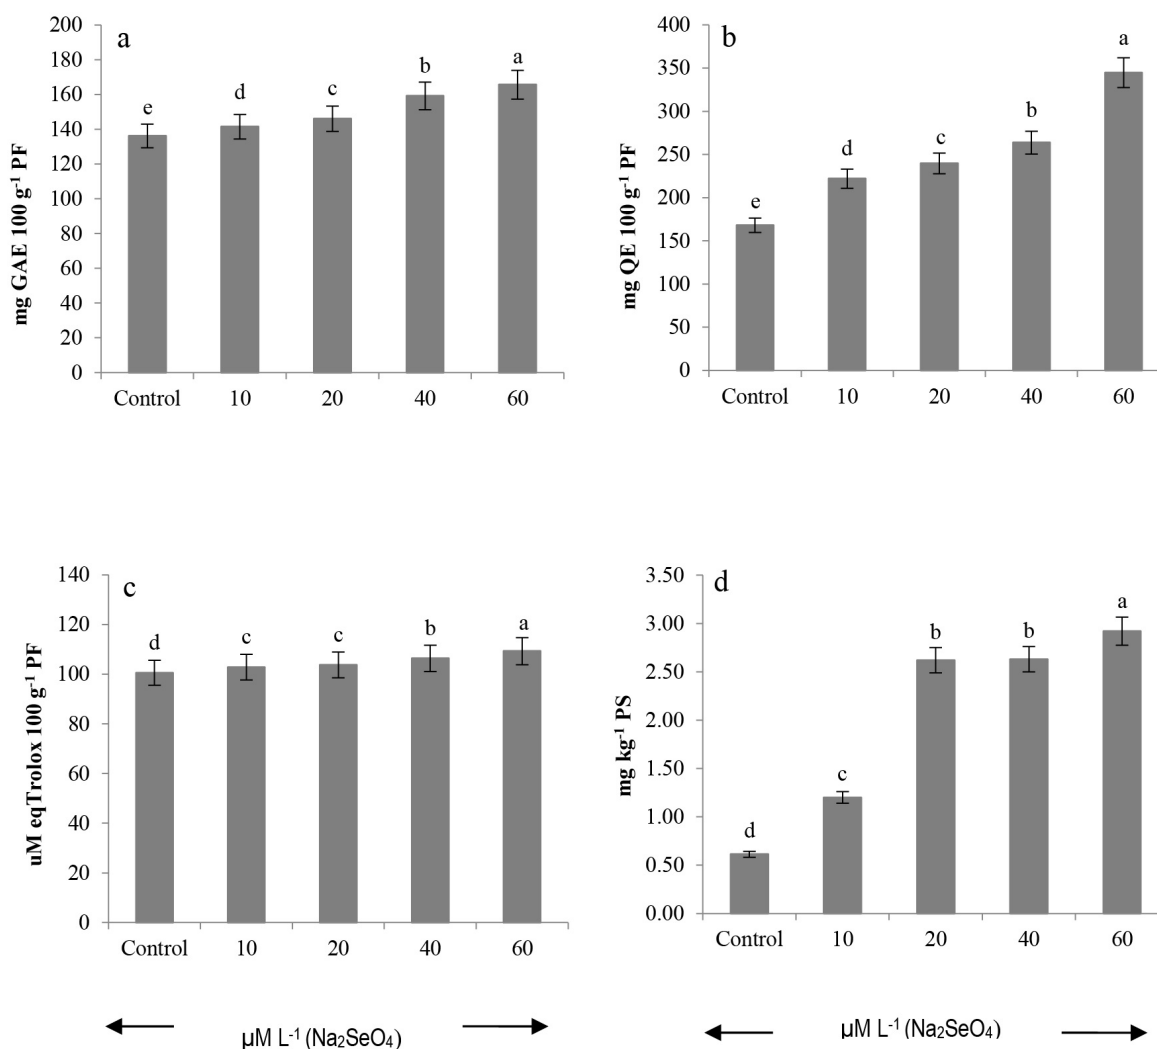 a
mg GAE 100 g⁻¹ PF
200
180
160
140
120
100
80
60
40
20
0
e
d
c
b
a
Control 10 20 40 60
b
mg QE 100 g⁻¹ PF
400
350
300
250
200
150
100
50
0
e
d
c
b
a
Control 10 20 40 60
c
uM eqTrolox 100 g⁻¹ PF
140
120
100
80
60
40
20
0
d
c
c
b
a
Control 10 20 40 60
µM L⁻¹ (Na₂SeO₄)
d
mg kg⁻¹ PS
3.50
3.00
2.50
2.00
1.50
1.00
0.50
0.00
d
c
b
b
a
Control 10 20 40 60
µM L⁻¹ (Na₂SeO₄)